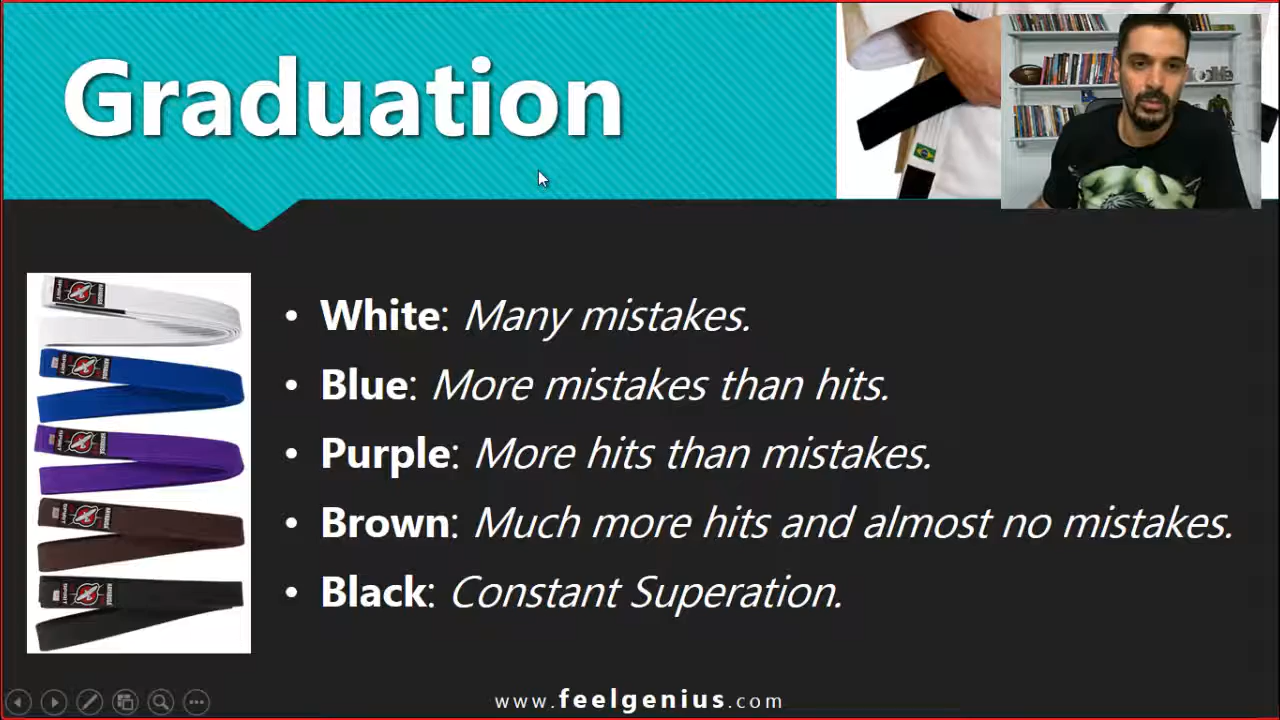 Graduation
• White: Many mistakes.
• Blue: More mistakes than hits.
• Purple: More hits than mistakes.
• Brown: Much more hits and almost no mistakes.
• Black: Constant Superation.
www.feelgenius.com